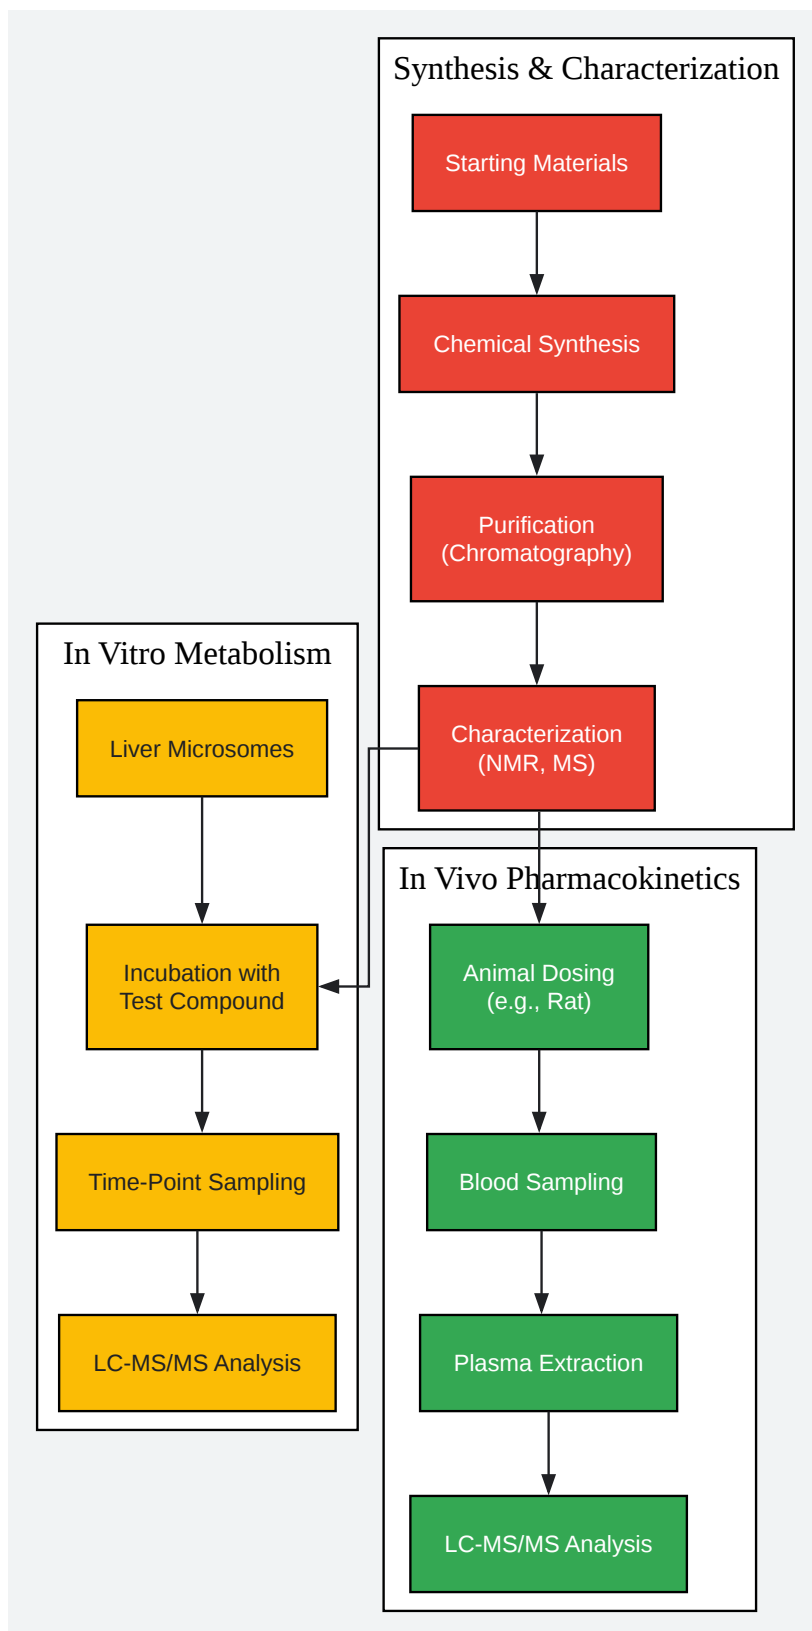 Synthesis & Characterization
Starting Materials
Chemical Synthesis
Purification
(Chromatography)
Characterization
(NMR, MS)
In Vitro Metabolism
Liver Microsomes
Incubation with
Test Compound
Time-Point Sampling
LC-MS/MS Analysis
In Vivo Pharmacokinetics
Animal Dosing
(e.g., Rat)
Blood Sampling
Plasma Extraction
LC-MS/MS Analysis